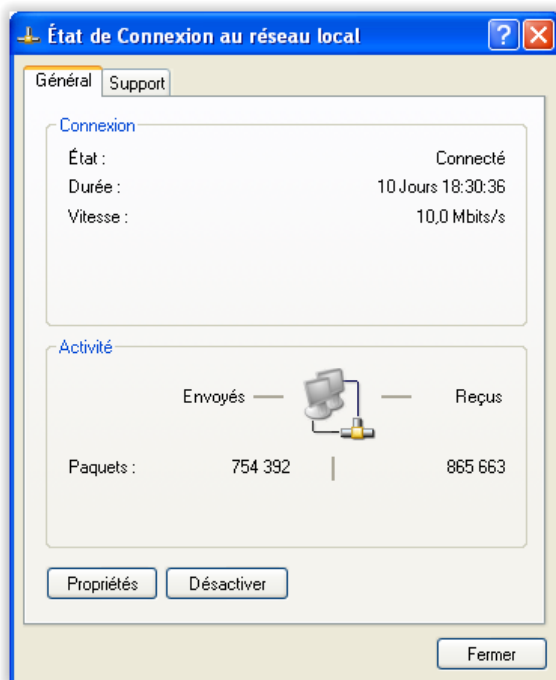 État de Connexion au réseau local
Général Support
Connexion
État : Connecté
Durée : 10 Jours 18:30:36
Vitesse : 10,0 Mbits/s
Activité
Envoyés Reçus
Paquets : 754 392 865 663
Propriétés Désactiver
Fermer